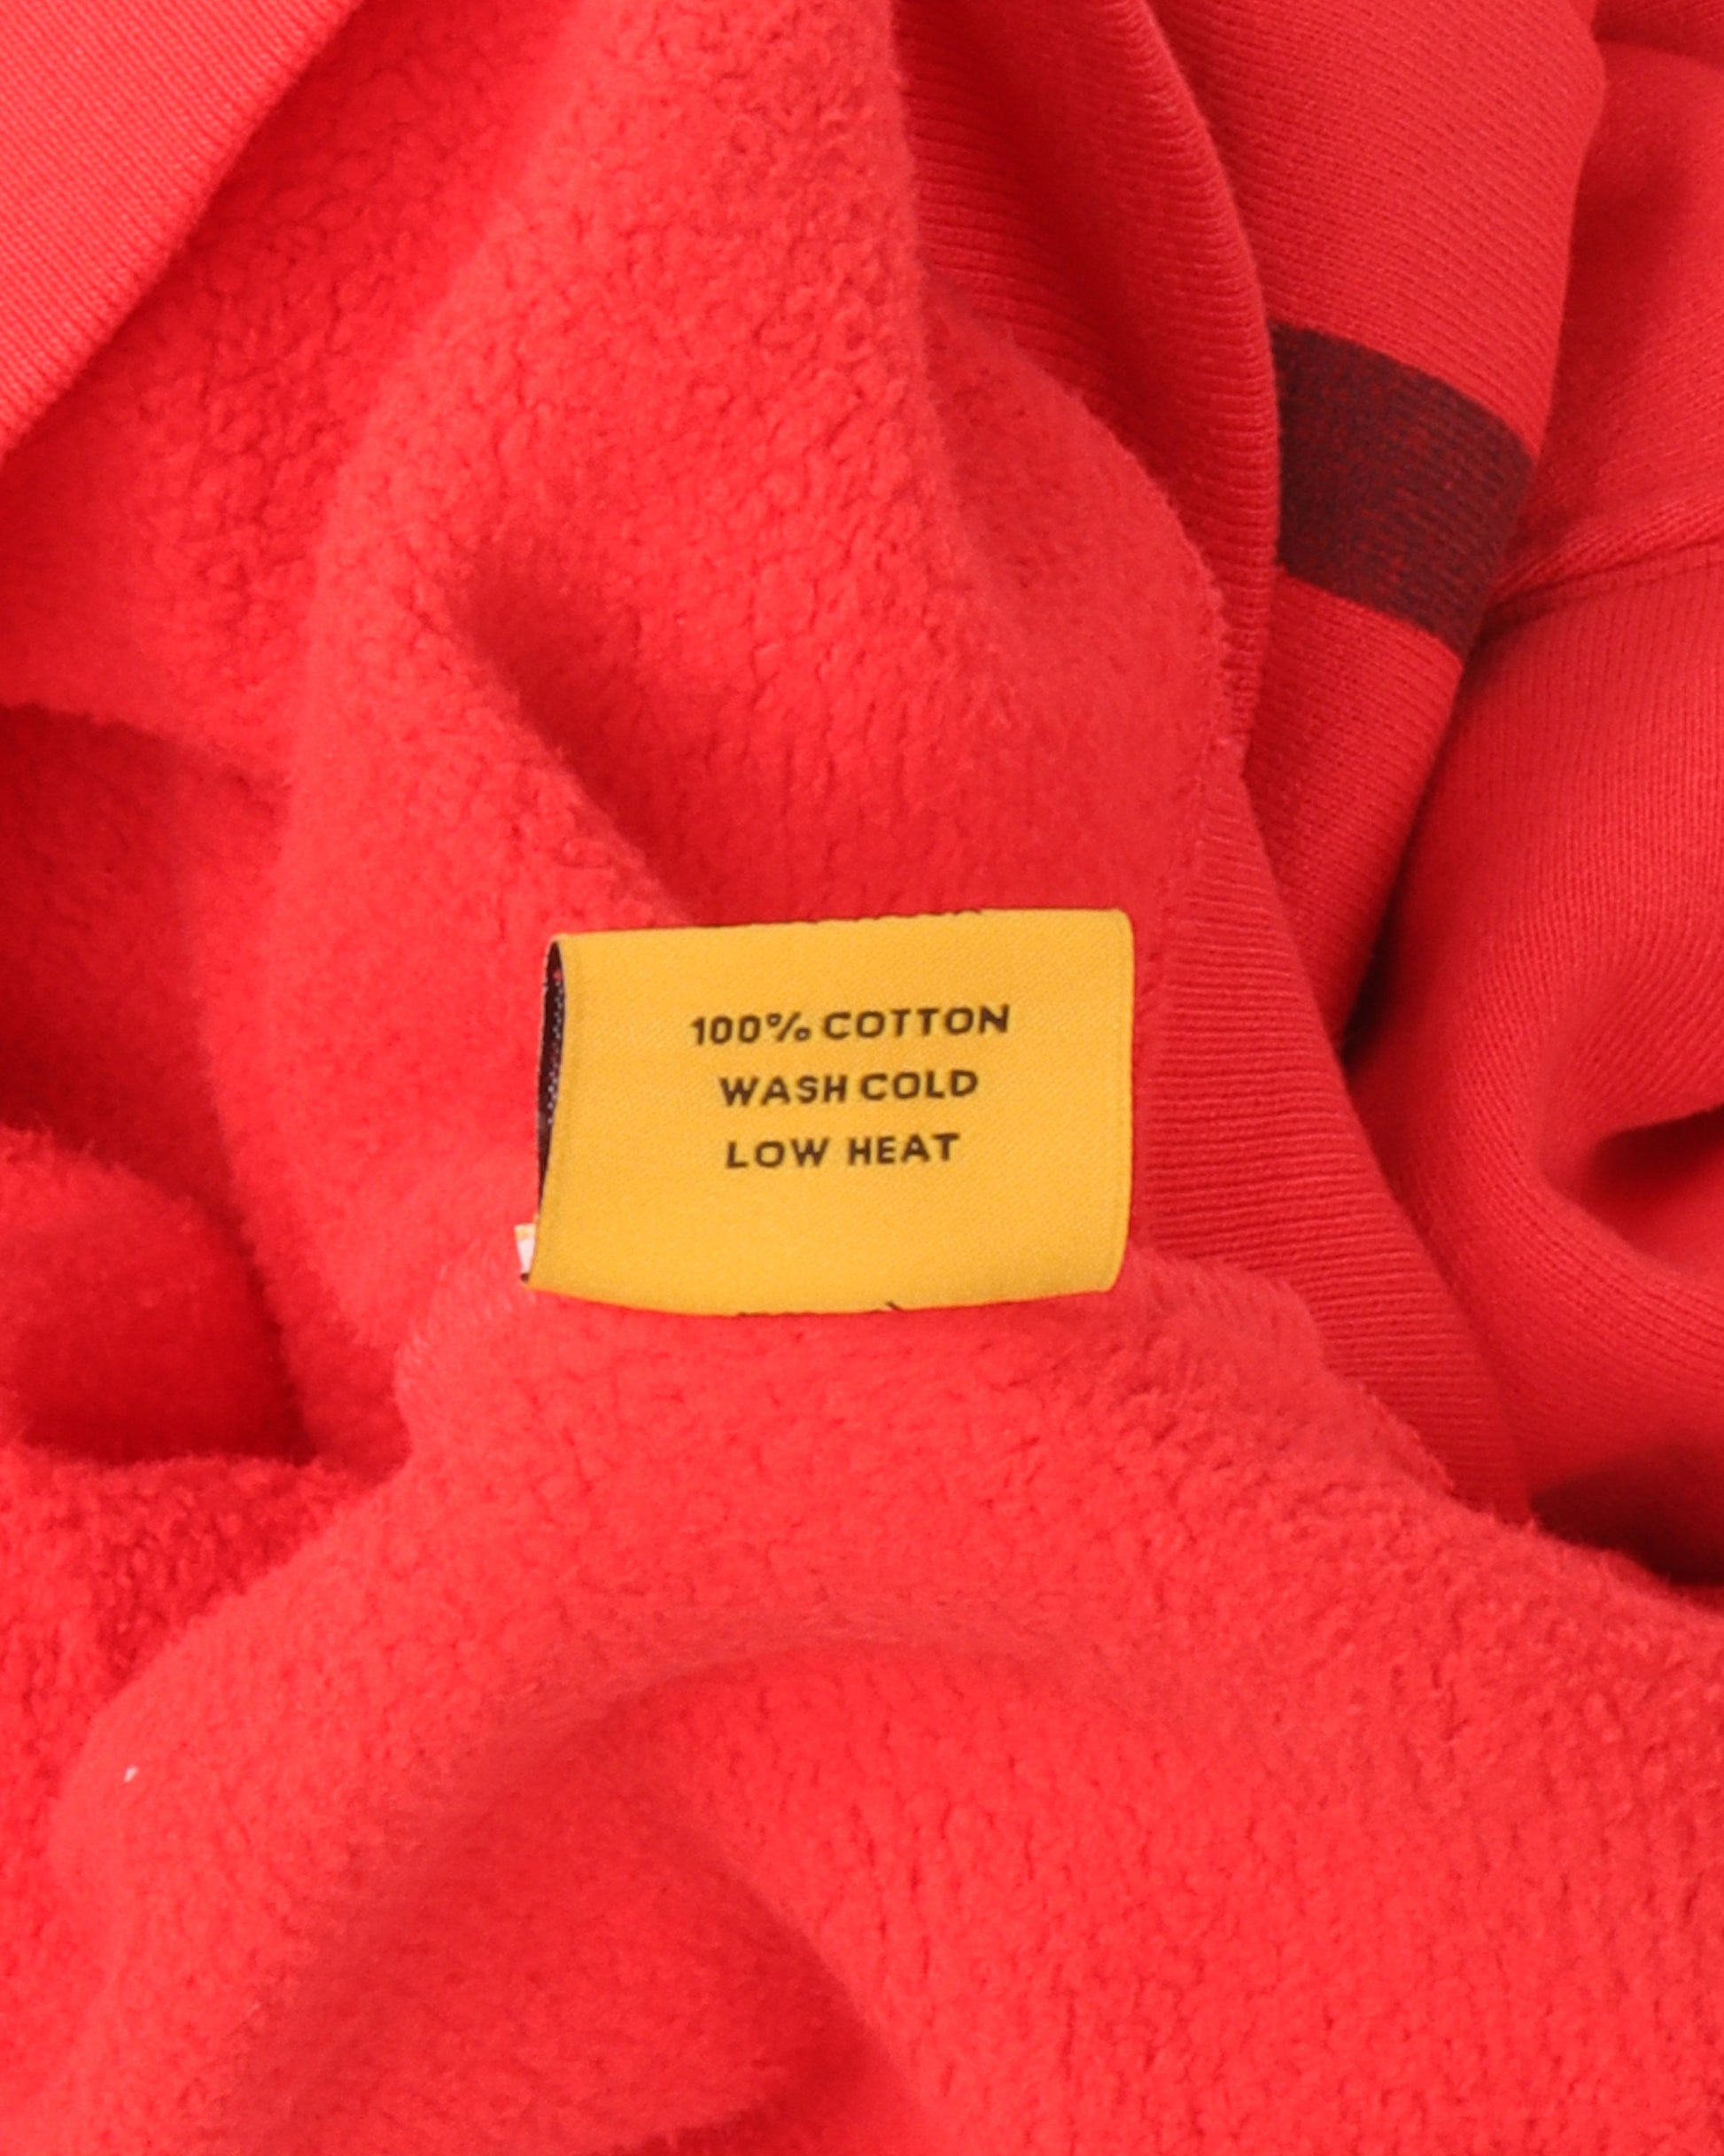 100% COTTON
WASH COLD
LOW HEAT